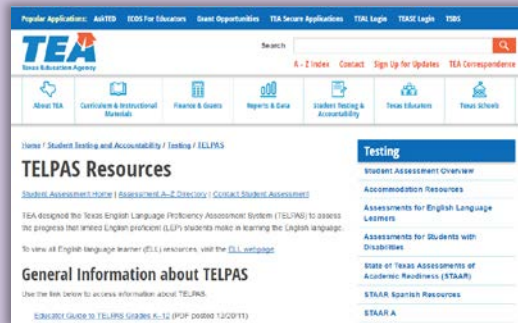 Popular Applications: AskTED ECOS For Educators Grant Opportunities TEA Secure Applications TEAL Login TEASE Login TSDS
TEA
Texas Education Agency
Search
A - Z Index Contact Sign Up for Updates TEA Correspondence
About TEA
Curriculum & Instructional Materials
Finance & Grants
Reports & Data
Student Testing & Accountability
Texas Educators
Texas Schools
Home / Student Testing and Accountability / Testing / TELPAS
TELPAS Resources
Student Assessment Home | Assessment A–Z Directory | Contact Student Assessment
TEA designed the Texas English Language Proficiency Assessment System (TELPAS) to assess
the progress that limited English proficient (LEP) students make in learning the English language.
To view all English language learner (ELL) resources, visit the ELL webpage.
General Information about TELPAS
Use the link below to access information about TELPAS.
Educator Guide to TELPAS Grades K–12 (PDF posted 12/20/11)
Testing
Student Assessment Overview
Accommodation Resources
Assessments for English Language
Learners
Assessments for Students with
Disabilities
State of Texas Assessments of
Academic Readiness (STAAR)
STAAR Spanish Resources
STAAR A